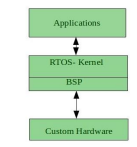 Applications
RTOS- Kernel
BSP
Custom Hardware